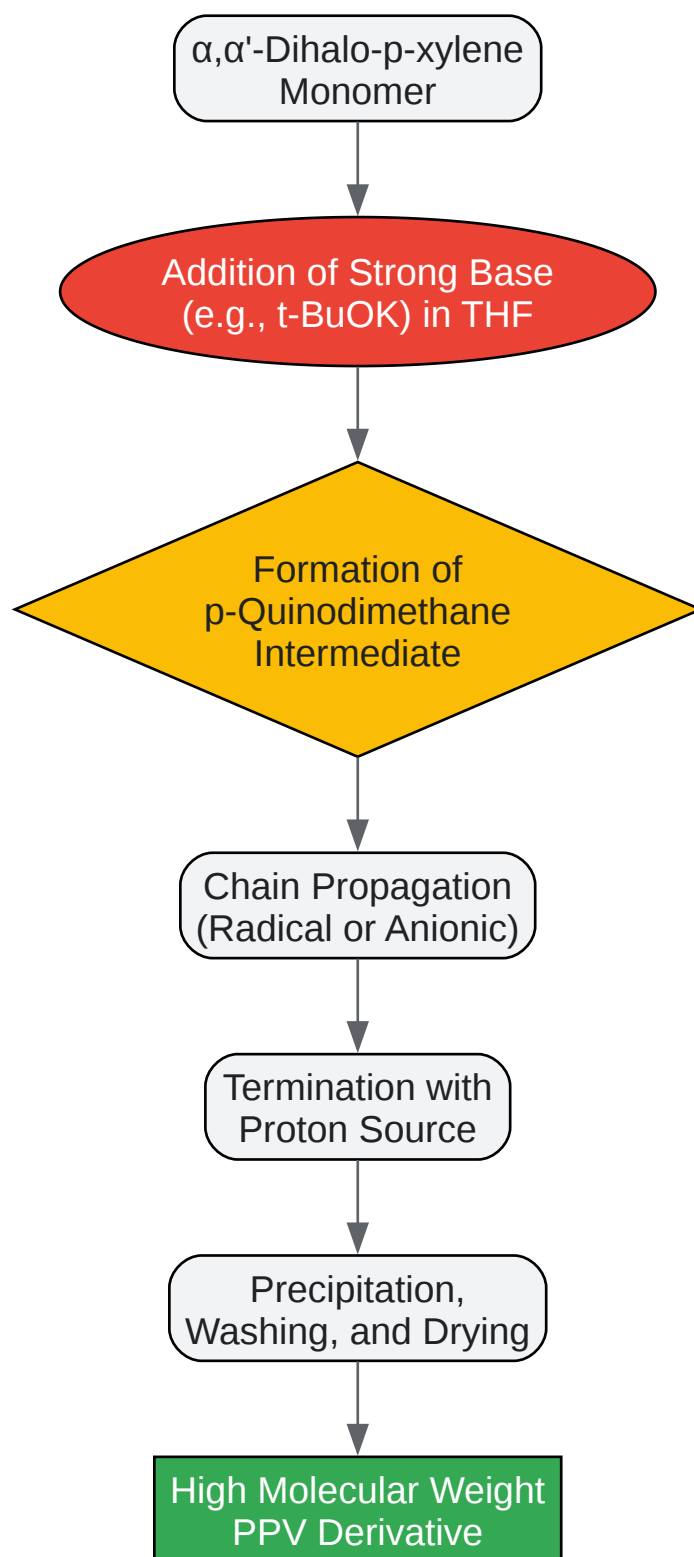 α,α'-Dihalo-p-xylene
Monomer
Addition of Strong Base
(e.g., t-BuOK) in THF
Formation of
p-Quinodimethane
Intermediate
Chain Propagation
(Radical or Anionic)
Termination with
Proton Source
Precipitation,
Washing, and Drying
High Molecular Weight
PPV Derivative